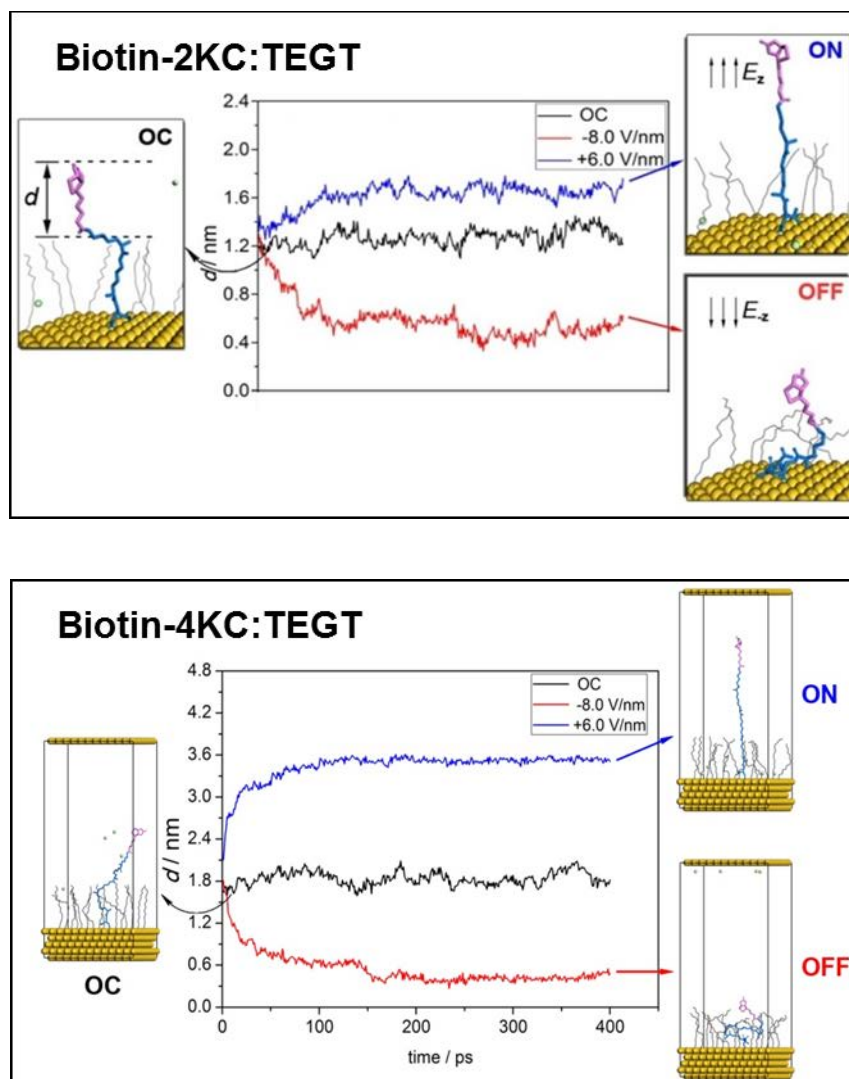 Biotin-2KC:TEGT
OC
d
2.4
2.0
1.6
1.2
0.8
0.4
0.0
d / nm
OC
-8.0 V/nm
+6.0 V/nm
ON
Ez
OFF
E-z
Biotin-4KC:TEGT
OC
4.8
4.2
3.6
3.0
2.4
1.8
1.2
0.6
0.0
d / nm
0
100
200
300
400
time / ps
OC
-8.0 V/nm
+6.0 V/nm
ON
OFF